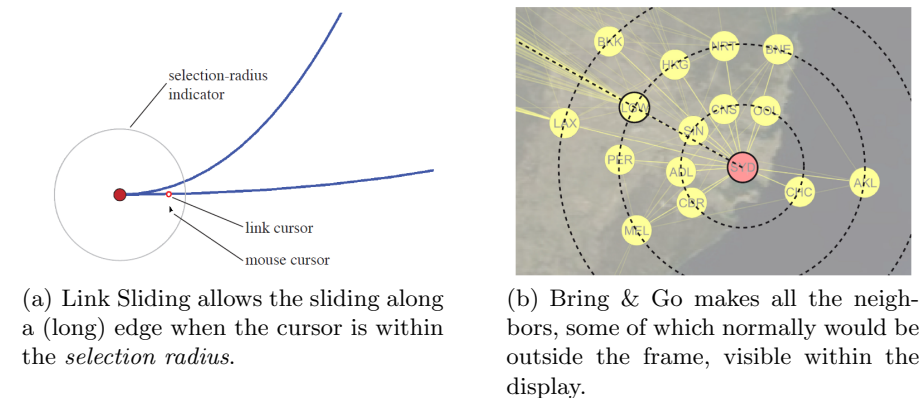 selection-radius
indicator
link cursor
mouse cursor
(a) Link Sliding allows the sliding along
a (long) edge when the cursor is within
the selection radius.
BKK
NRT
BNE
HKG
LGW
CNS
OOL
LAX
SIN
PER
SYD
ADL
AKL
CHC
CBR
MEL
(b) Bring & Go makes all the neigh-
bors, some of which normally would be
outside the frame, visible within the
display.